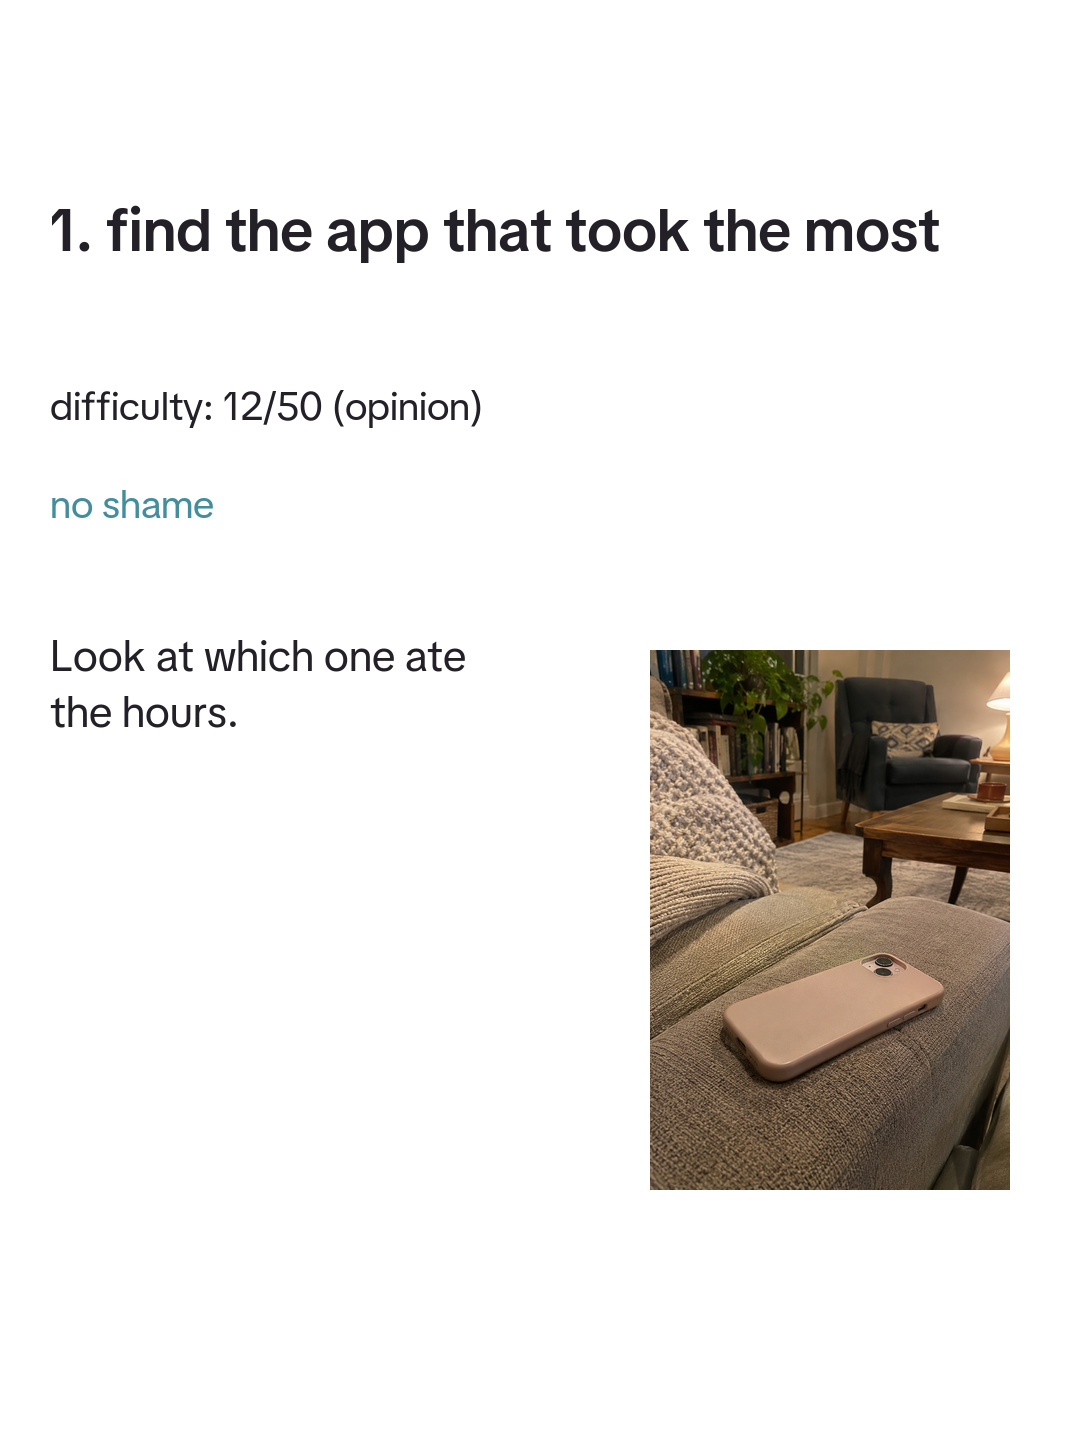 1. find the app that took the most
difficulty: 12/50 (opinion)
no shame
Look at which one ate
the hours.